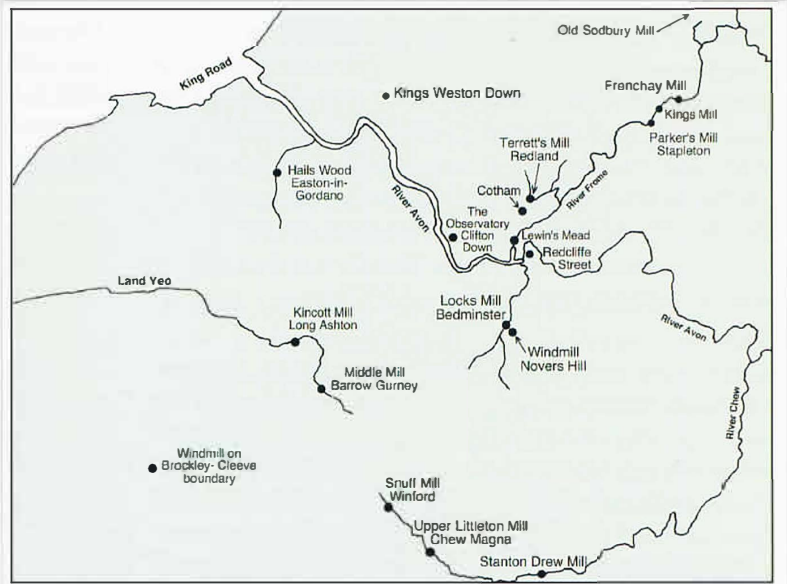 Old Sodbury Mill
King Road
Kings Weston Down
Frenchay Mill
Kings Mill
Parker's Mill
Stapleton
Terrett's Mill
Redland
Hails Wood
Easton-in-
Gordano
River Avon
Cotham
River Frome
The
Observatory
Clifton
Down
Lewin's Mead
Redcliffe
Street
Land Yeo
Kincott Mill
Long Ashton
Locks Mill
Bedminster
River Avon
Windmill
Novers Hill
Middle Mill
Barrow Gurney
River Chew
Windmill on
Brockley- Cleeve
boundary
Snuff Mill
Winford
Upper Littleton Mill
Chew Magna
Stanton Drew Mill